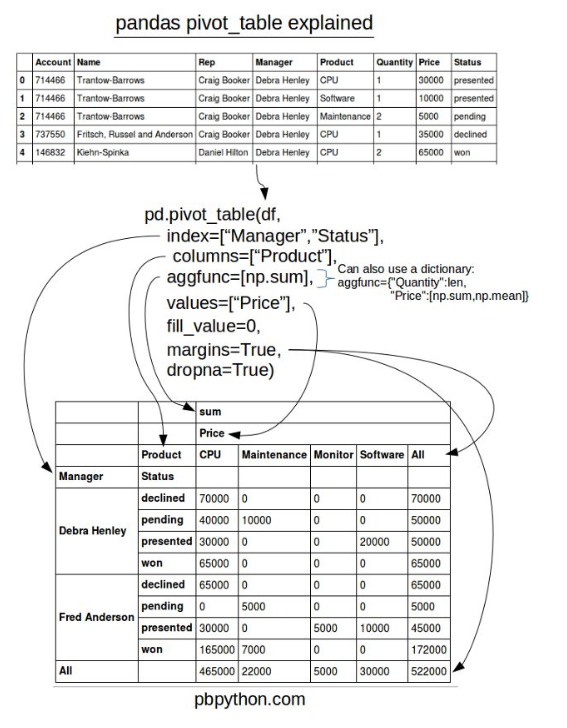 pandas pivot_table explained
Account Name Rep Manager Product Quantity Price Status
0 714466 Trantow-Barrows Craig Booker Debra Henley CPU 1 30000 presented
1 714466 Trantow-Barrows Craig Booker Debra Henley Software 1 10000 presented
2 714466 Trantow-Barrows Craig Booker Debra Henley Maintenance 2 5000 pending
3 737550 Fritsch, Russel and Anderson Craig Booker Debra Henley CPU 1 35000 declined
4 146832 Kiehn-Spinka Daniel Hilton Debra Henley CPU 2 65000 won
pd.pivot_table(df,
index=[“Manager”,”Status”],
columns=[“Product”],
aggfunc=[np.sum],
Can also use a dictionary:
aggfunc={"Quantity":len,
"Price":[np.sum,np.mean]}
values=[“Price”],
fill_value=0,
margins=True,
dropna=True)
sum
Price
Product CPU Maintenance Monitor Software All
Manager Status
Debra Henley
declined 70000 0 0 0 70000
pending 40000 10000 0 0 50000
presented 30000 0 0 20000 50000
won 65000 0 0 0 65000
Fred Anderson
declined 65000 0 0 0 65000
pending 0 5000 0 0 5000
presented 30000 0 5000 10000 45000
won 165000 7000 0 0 172000
All 465000 22000 5000 30000 522000
pbpython.com